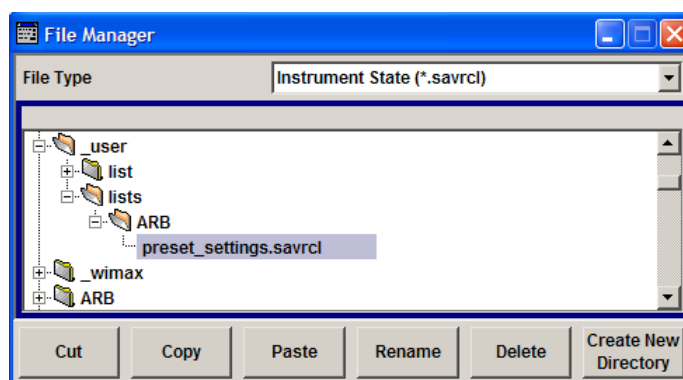 File Manager
File Type
Instrument State (*.savrcl)
_user
list
lists
ARB
preset_settings.savrcl
_wimax
ARB
Cut Copy Paste Rename Delete Create New
Directory